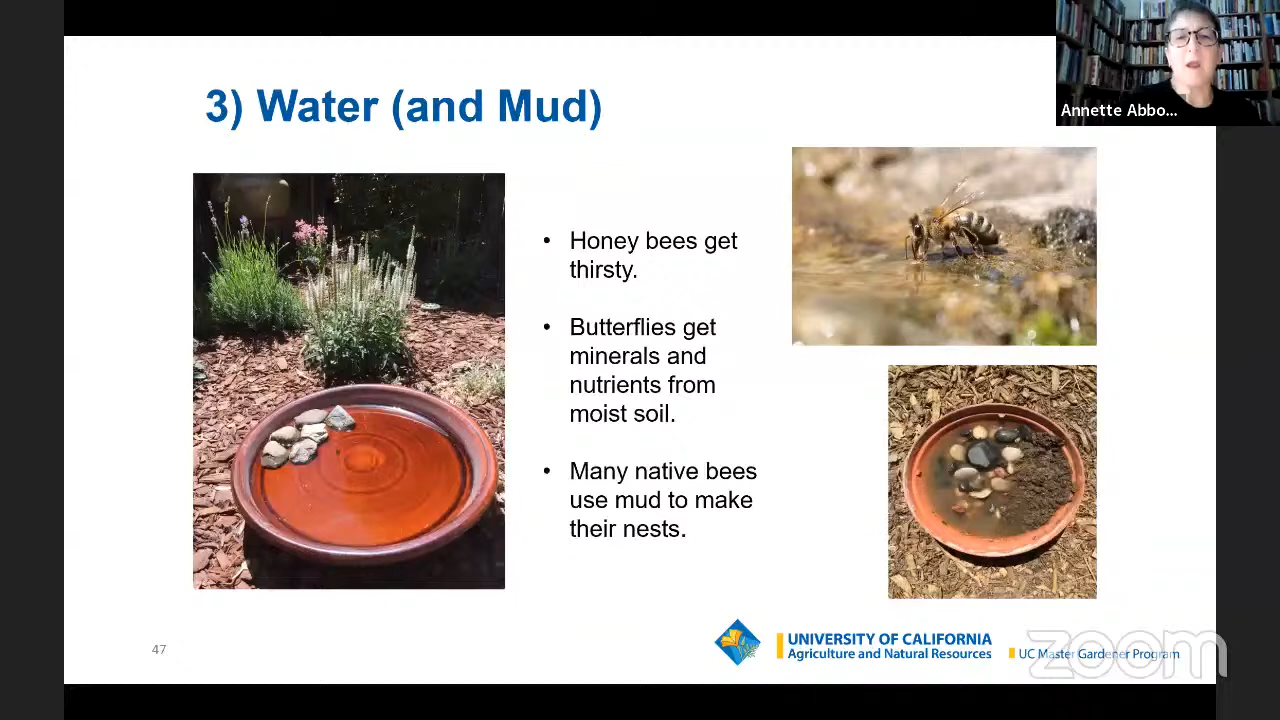 3) Water (and Mud)
Annette Abbo...
• Honey bees get
thirsty.
• Butterflies get
minerals and
nutrients from
moist soil.
• Many native bees
use mud to make
their nests.
47
UNIVERSITY OF CALIFORNIA
Agriculture and Natural Resources
UC Master Gardener Program
zoom